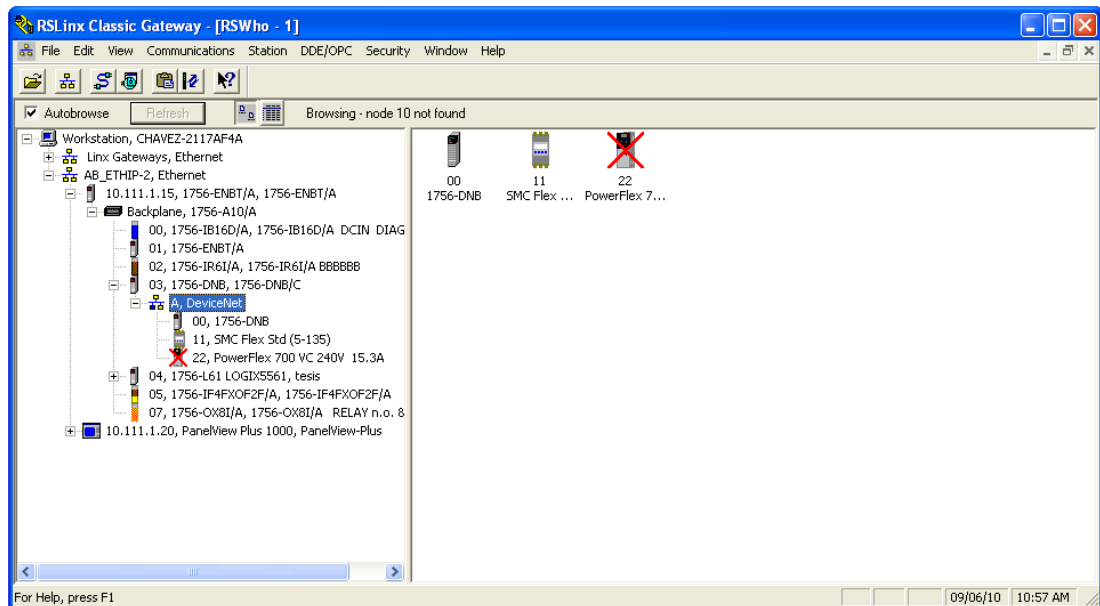 RSLinx Classic Gateway - [RSWho - 1]
File Edit View Communications Station DDE/OPC Security Window Help
Autobrowse Refresh Browsing - node 10 not found
Workstation, CHAVEZ-2117AF4A
Linx Gateways, Ethernet
AB_ETHIP-2, Ethernet
10.111.1.15, 1756-ENBT/A, 1756-ENBT/A
Backplane, 1756-A10/A
00, 1756-IB16D/A, 1756-IB16D/A DCIN DIAG
01, 1756-ENBT/A
02, 1756-IR6I/A, 1756-IR6I/A BBBBBB
03, 1756-DNB, 1756-DNB/C
A, DeviceNet
00, 1756-DNB
11, SMC Flex Std (5-135)
22, PowerFlex 700 VC 240V 15.3A
04, 1756-L61 LOGIX5561, tesis
05, 1756-IF4FXOF2F/A, 1756-IF4FXOF2F/A
07, 1756-OX8I/A, 1756-OX8I/A RELAY n.o. 8
10.111.1.20, PanelView Plus 1000, PanelView-Plus
00 11 22
1756-DNB SMC Flex ... PowerFlex 7...
For Help, press F1 09/06/10 10:57 AM